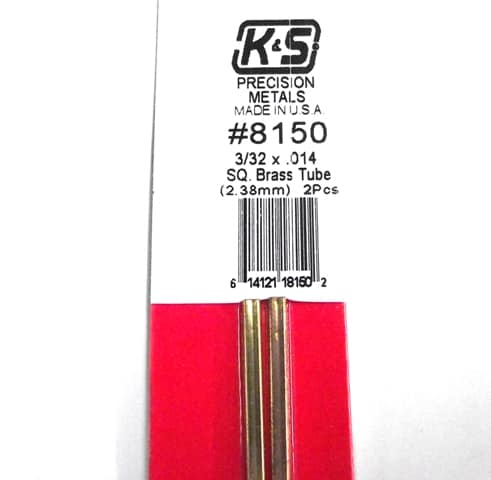 K&S
PRECISION
METALS
MADE IN U.S.A.
#8150
3/32 x .014
SQ. Brass Tube
(2.38mm) 2Pcs
6 14121 18150 2